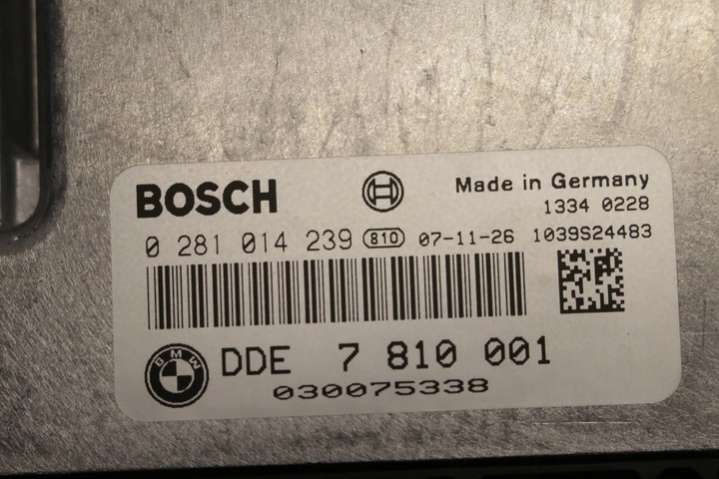 BOSCH Made in Germany
1334 0228
0 281 014 239 810 07-11-26 1039S24483
BMW DDE 7 810 001
030075338